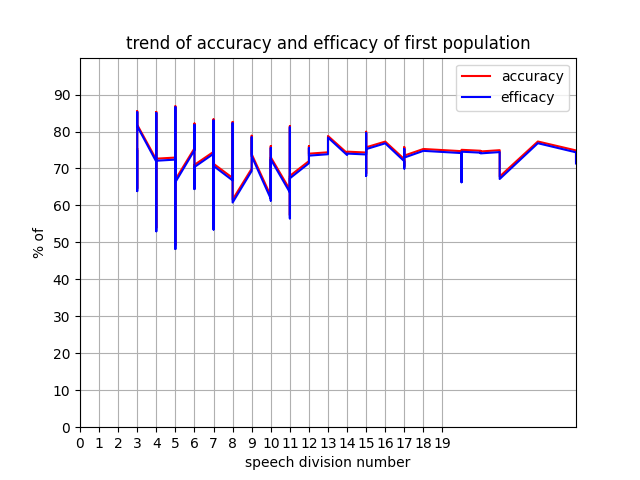 trend of accuracy and efficacy of first population
accuracy
efficacy
90
80
70
60
50
40
30
20
10
0
% of
0 1 2 3 4 5 6 7 8 9 10 11 12 13 14 15 16 17 18 19
speech division number